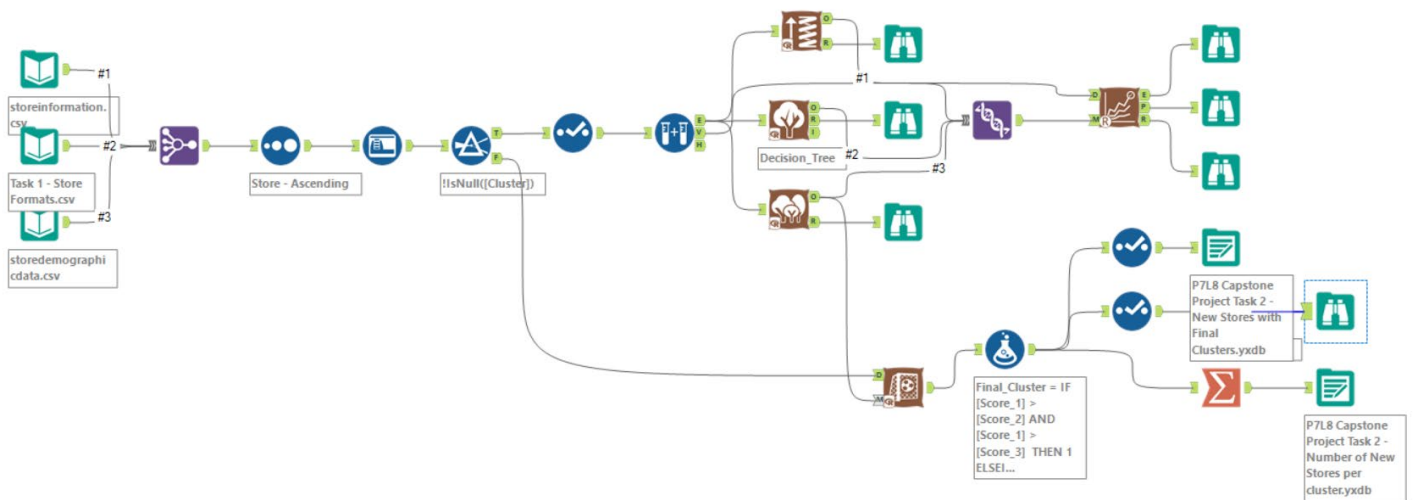 #1
storeinformation.
csv
#2
Task 1 - Store
Formats.csv
#3
storedemographi
cdata.csv
Store - Ascending
T
F
!IsNull([Cluster])
E
V
H
O
R
#1
O
R
I
Decision_Tree
#2
#3
O
R
D
M
E
P
R
R
D
M
R
Final_Cluster = IF
[Score_1] >
[Score_2] AND
[Score_1] >
[Score_3] THEN 1
ELSEI...
P7L8 Capstone
Project Task 2 -
New Stores with
Final
Clusters.yxdb
P7L8 Capstone
Project Task 2 -
Number of New
Stores per
cluster.yxdb